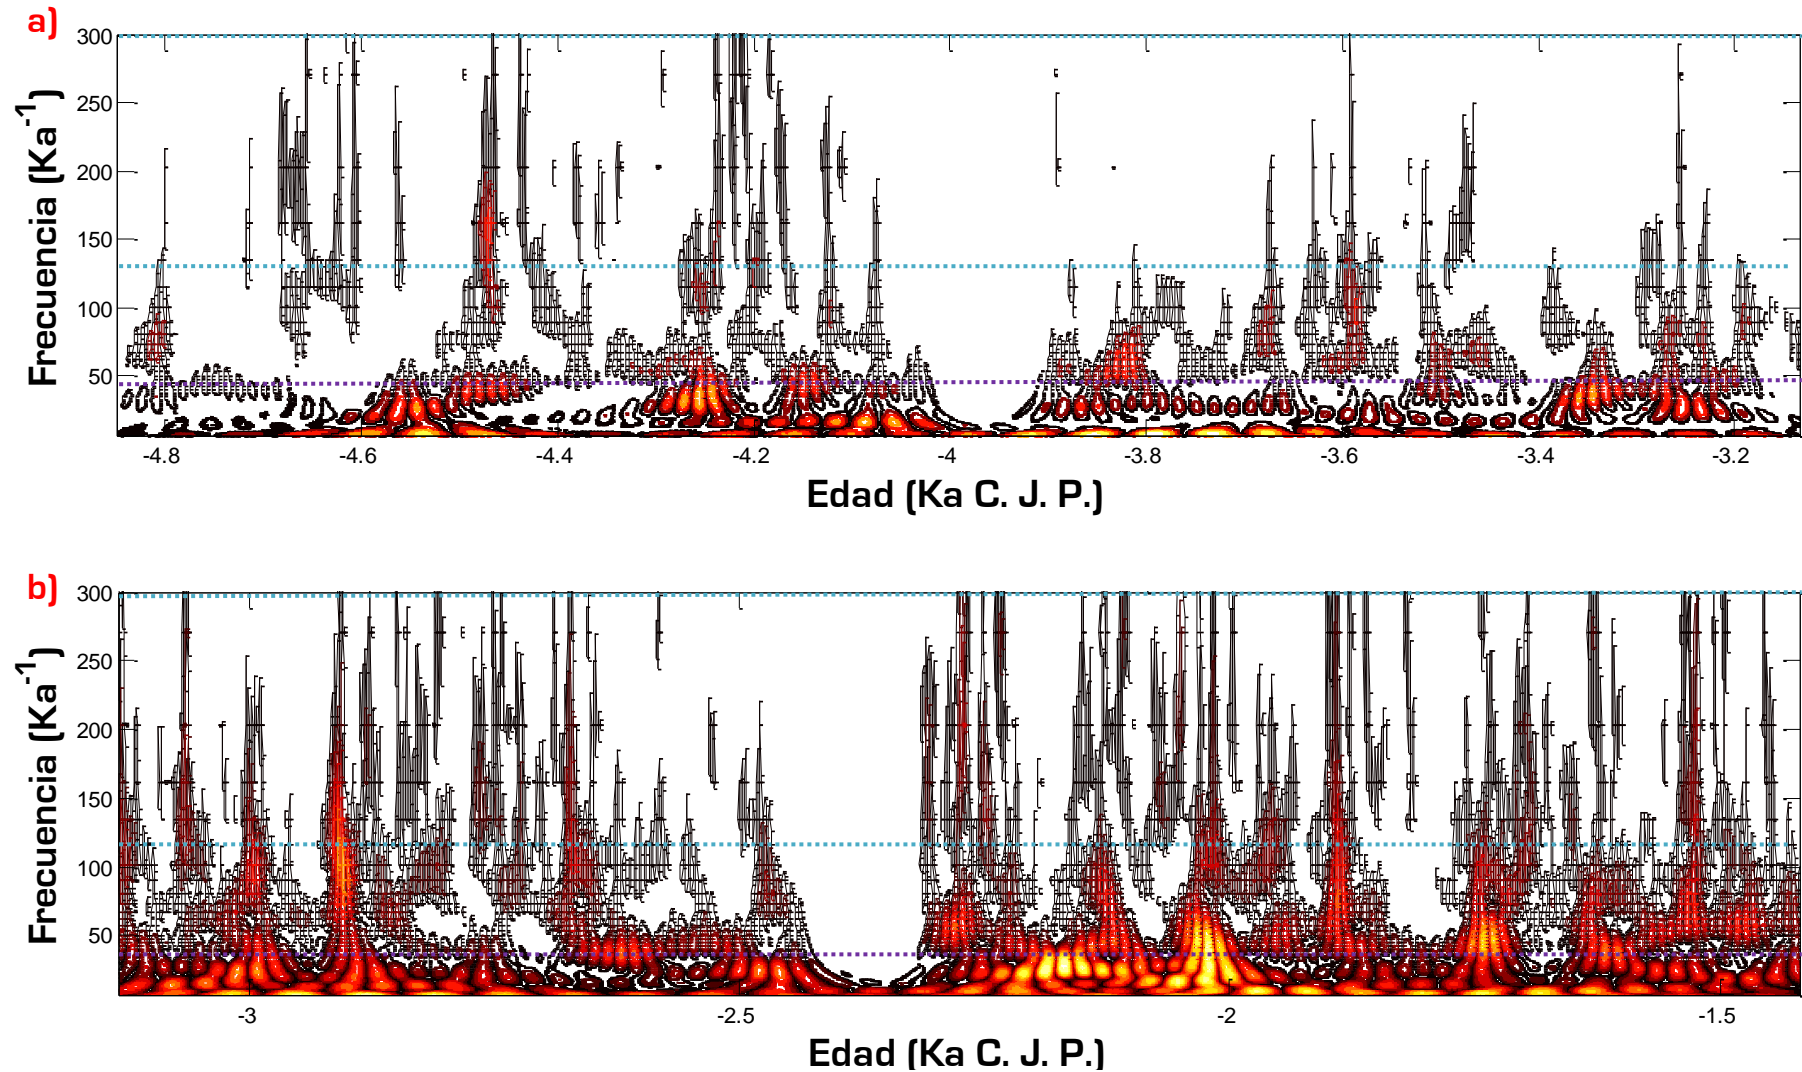 a)
300
250
200
150
100
50
Frecuencia (Ka⁻¹)
-4.8 -4.6 -4.4 -4.2 -4 -3.8 -3.6 -3.4 -3.2
Edad (Ka C. J. P.)
b)
300
250
200
150
100
50
Frecuencia (Ka⁻¹)
-3 -2.5 -2 -1.5
Edad (Ka C. J. P.)